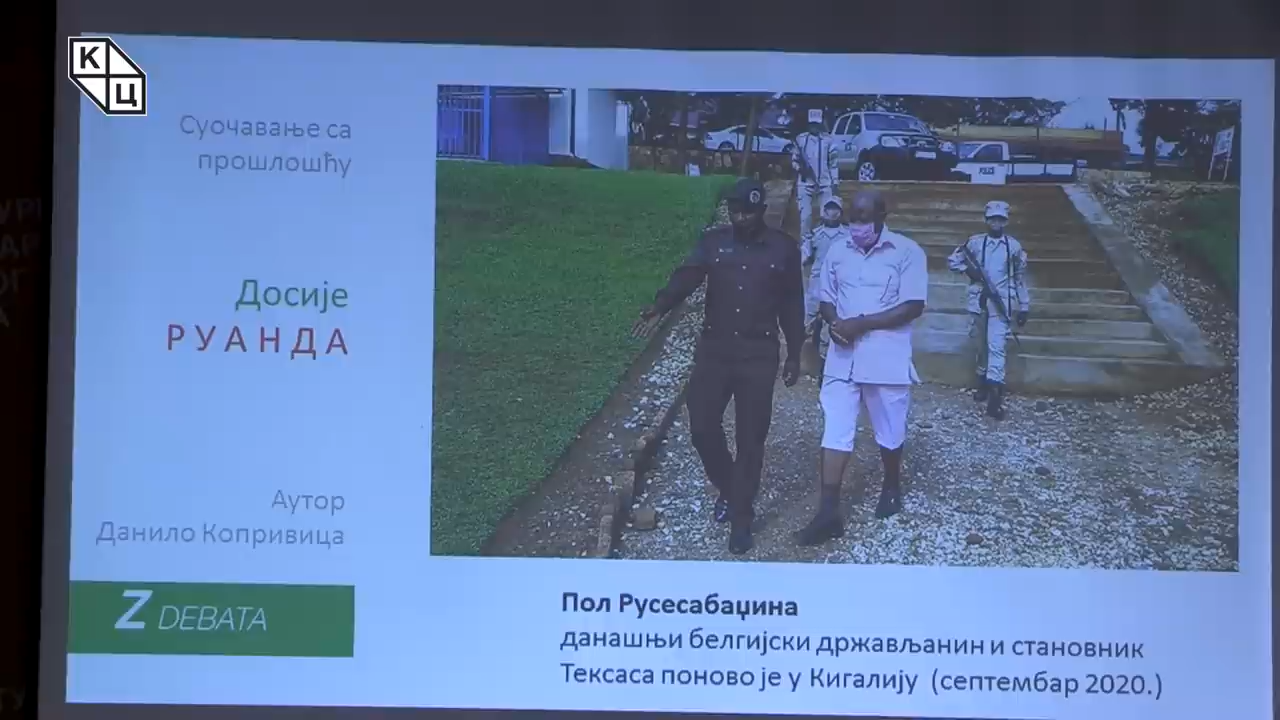 К
Ц
Суочавање са
прошлошћу
Досије
РУАНДА
Аутор
Данило Копривица
Z DEBATA
POLICE
Пол Русесабаџина
данашњи белгијски држављанин и становник
Тексаса поново је у Кигалију (септембар 2020.)